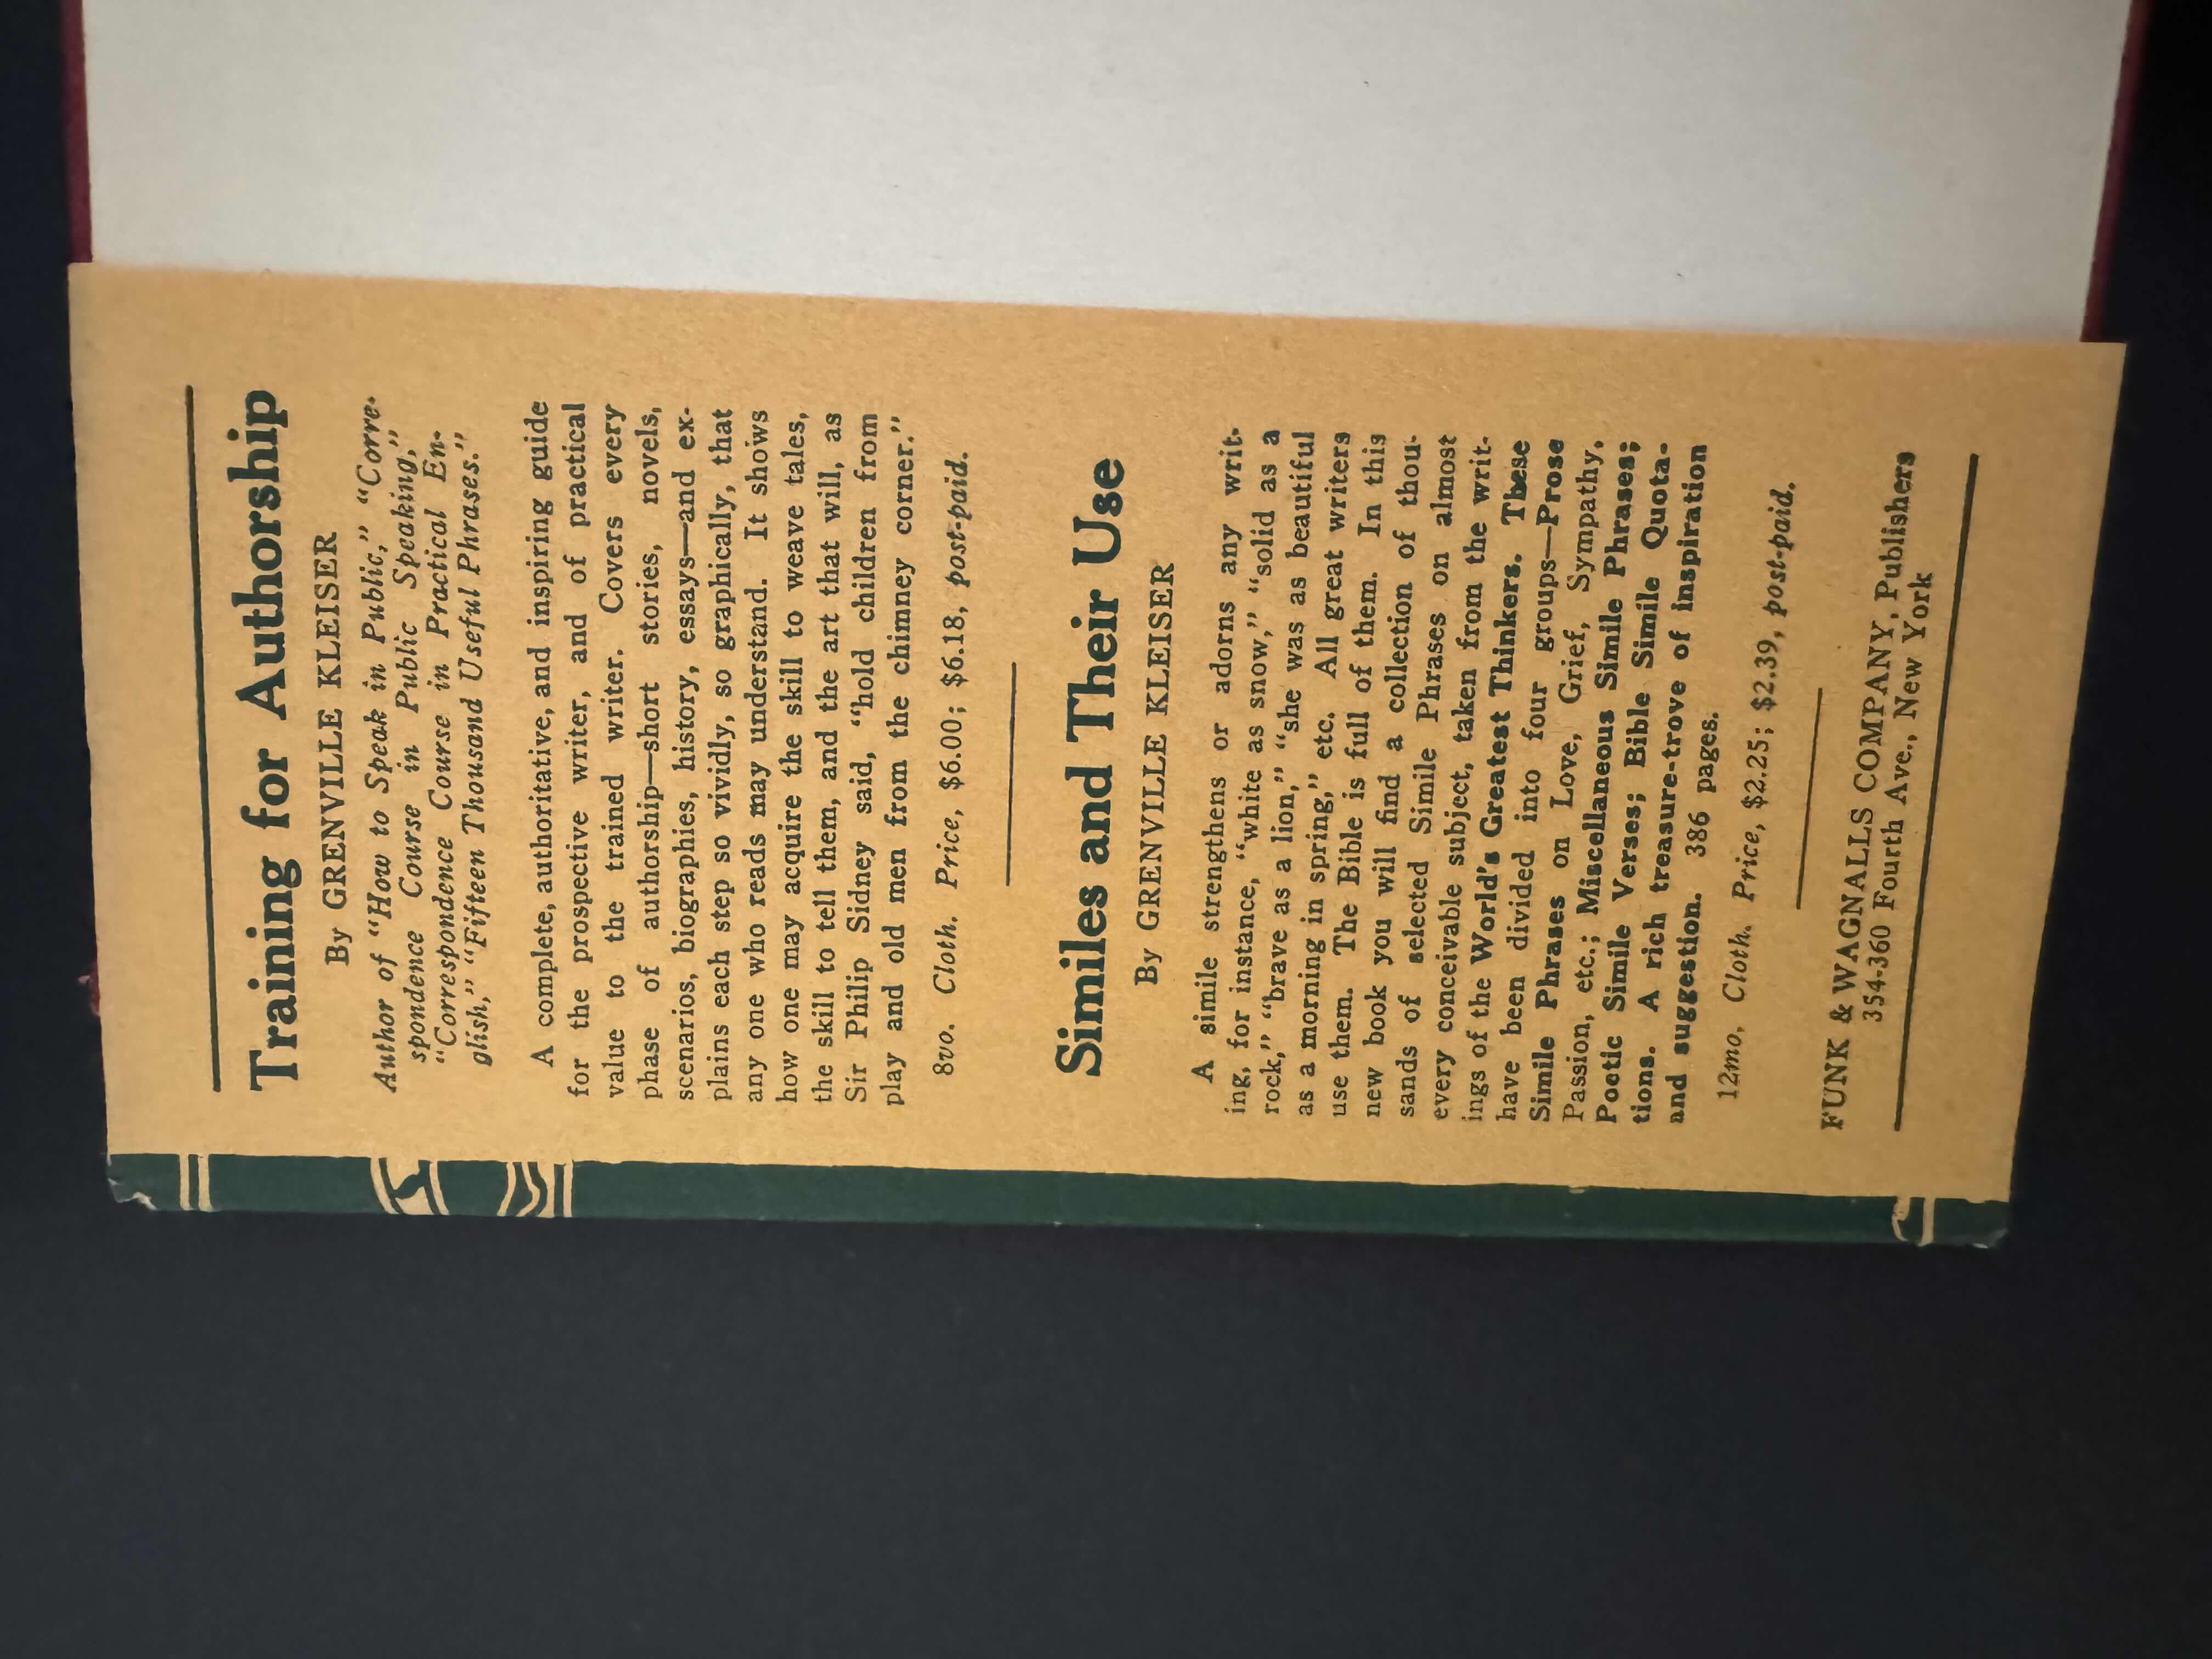 Training for Authorship
By GRENVILLE KLEISER
Author of "How to Speak in Public," "Corre-
spondence Course in Public Speaking,"
"Correspondence Course in Practical En-
glish," "Fifteen Thousand Useful Phrases."
A complete, authoritative, and inspiring guide
for the prospective writer, and of practical
value to the trained writer. Covers every
phase of authorship—short stories, novels,
scenarios, biographies, history, essays—and ex-
plains each step so vividly, so graphically, that
any one who reads may understand. It shows
how one may acquire the skill to weave tales,
the skill to tell them, and the art that will, as
Sir Philip Sidney said, "hold children from
play and old men from the chimney corner."
8vo. Cloth. Price, $6.00; $6.18, post-paid.
Similes and Their Use
By GRENVILLE KLEISER
A simile strengthens or adorns any writ-
ing, for instance, "white as snow," "solid as a
rock," "brave as a lion," "she was as beautiful
as a morning in spring," etc. All great writers
use them. The Bible is full of them. In this
new book you will find a collection of thou-
sands of selected Simile Phrases on almost
every conceivable subject, taken from the writ-
ings of the World's Greatest Thinkers. These
have been divided into four groups—Prose
Simile Phrases on Love, Grief, Sympathy,
Passion, etc.; Miscellaneous Simile Phrases;
Poetic Simile Verses; Bible Simile Quota-
tions. A rich treasure-trove of inspiration
and suggestion. 386 pages.
12mo. Cloth. Price, $2.25; $2.39, post-paid.
FUNK & WAGNALLS COMPANY, Publishers
354-360 Fourth Ave., New York